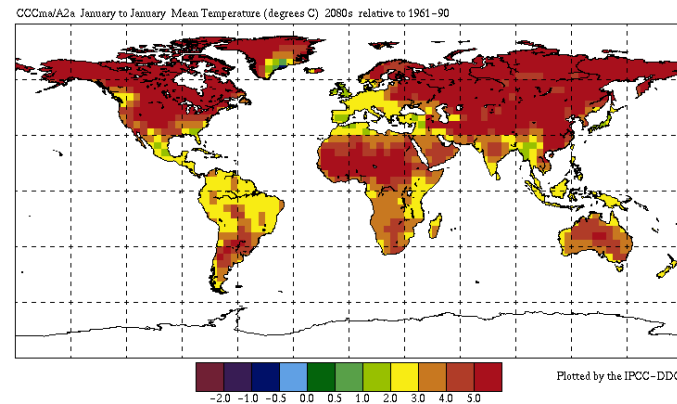 CCCma/A2a January to January Mean Temperature (degrees C) 2080s relative to 1961-90
-2.0 -1.0 -0.5 0.0 0.5 1.0 2.0 3.0 4.0 5.0
Plotted by the IPCC-DDC